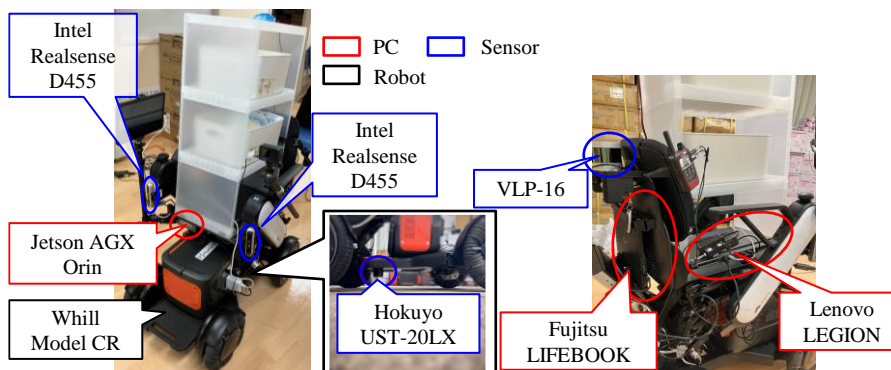 Intel
Realsense
D455
PC
Sensor
Robot
Intel
Realsense
D455
VLP-16
Jetson AGX
Orin
Whill
Model CR
Hokuyo
UST-20LX
Fujitsu
LIFEBOOK
Lenovo
LEGION